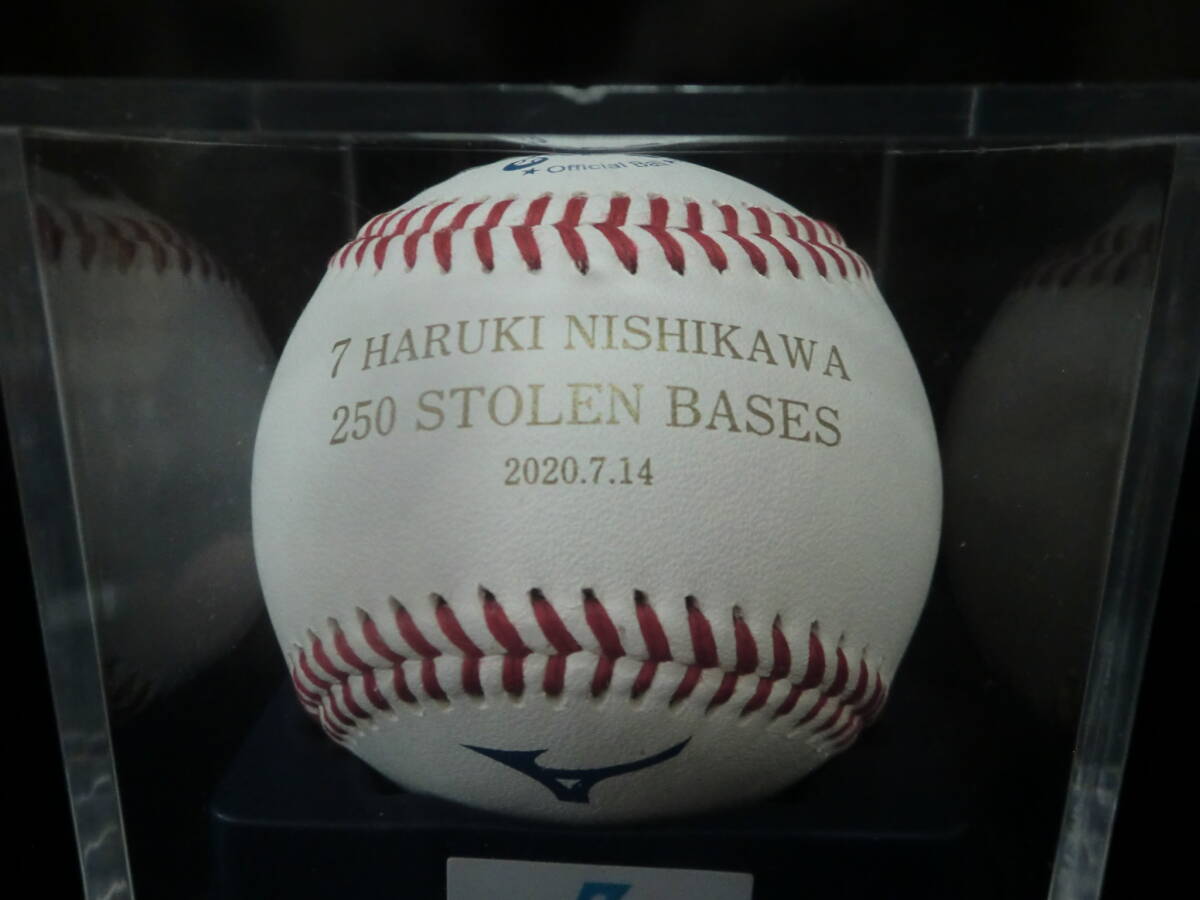 ★ Official Ball
7 HARUKI NISHIKAWA
250 STOLEN BASES
2020.7.14